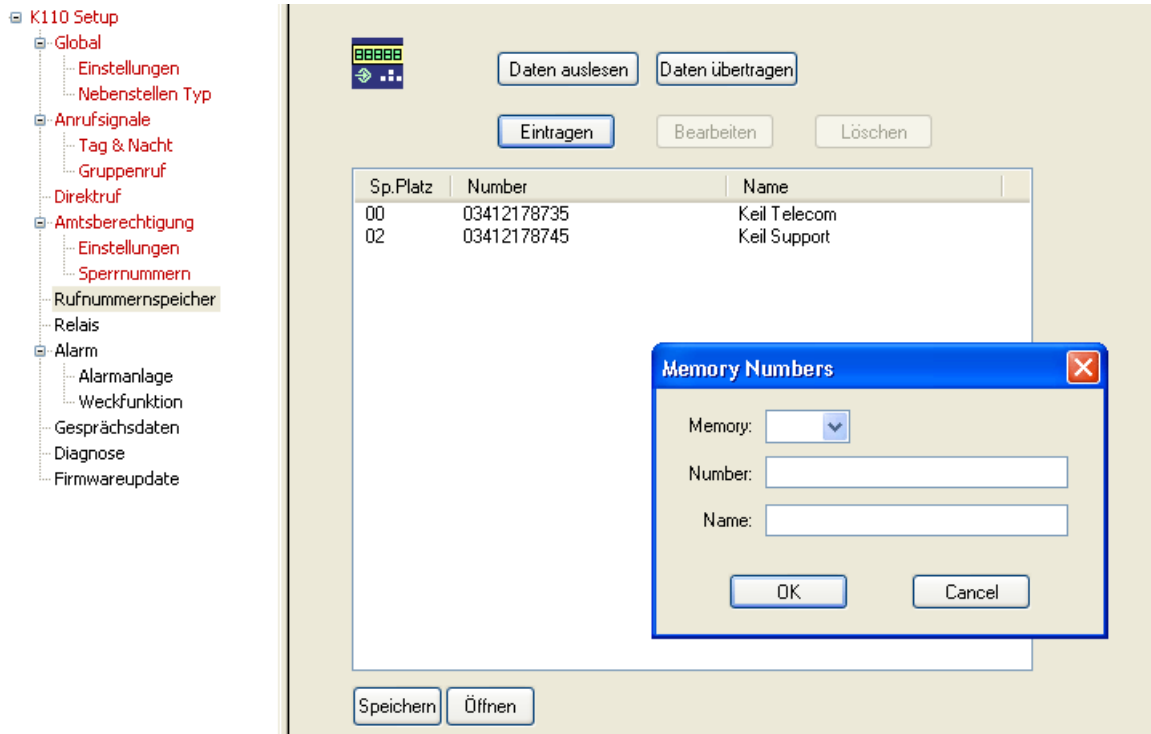 K110 Setup
Global
Einstellungen
Nebenstellen Typ
Anrufsignale
Tag & Nacht
Gruppenruf
Direktruf
Amtsberechtigung
Einstellungen
Sperrnummern
Rufnummernspeicher
Relais
Alarm
Alarmanlage
Weckfunktion
Gesprächsdaten
Diagnose
Firmwareupdate
88888
Daten auslesen Daten übertragen
Eintragen Bearbeiten Löschen
Sp.Platz Number Name
00 03412178735 Keil Telecom
02 03412178745 Keil Support
Memory Numbers
Memory:
Number:
Name:
OK Cancel
Speichern Öffnen